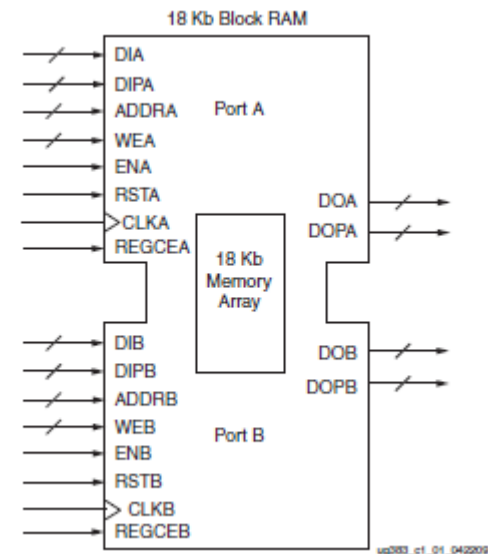 18 Kb Block RAM
DIA
DIPA
ADDRA
Port A
WEA
ENA
RSTA
DOA
CLKA
DOPA
REGCEA
18 Kb
Memory
Array
DIB
DOB
DIPB
DOPB
ADDRB
WEB
Port B
ENB
RSTB
CLKB
REGCEB
ug383_c1_01_042209